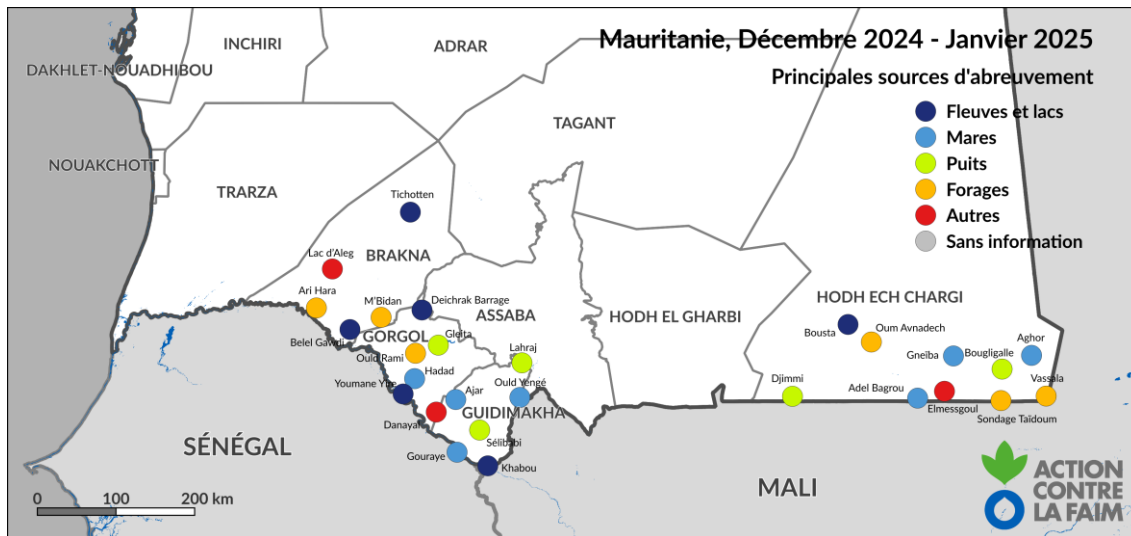 Mauritanie, Décembre 2024 - Janvier 2025
Principales sources d'abreuvement
Fleuves et lacs
Mares
Puits
Forages
Autres
Sans information
INCHIRI
ADRAR
DAKHLET-NOUADHIBOU
TAGANT
NOUAKCHOTT
TRARZA
Tichotten
BRAKNA
Lac d'Aleg
Ari Hara
M'Bidan
Deichrak Barrage
HODH ECH CHARGI
ASSABA
HODH EL GHARBI
Belel Gawdi
GORGOL
Gleita
Bousta
Oum Avnadech
Ould Rami
Lahraj
Gneiba
Bougligalle
Aghor
Hadad
Youmane Yire
Ajar
Ould Yengé
Djimmi
Adel Bagrou
Vassala
GUIDIMAKHA
Elmessgoul
Sondage Taïdoum
Danayal
Sélibabi
SÉNÉGAL
Gouraye
Khabou
MALI
0 100 200 km
ACTION
CONTRE
LA FAIM